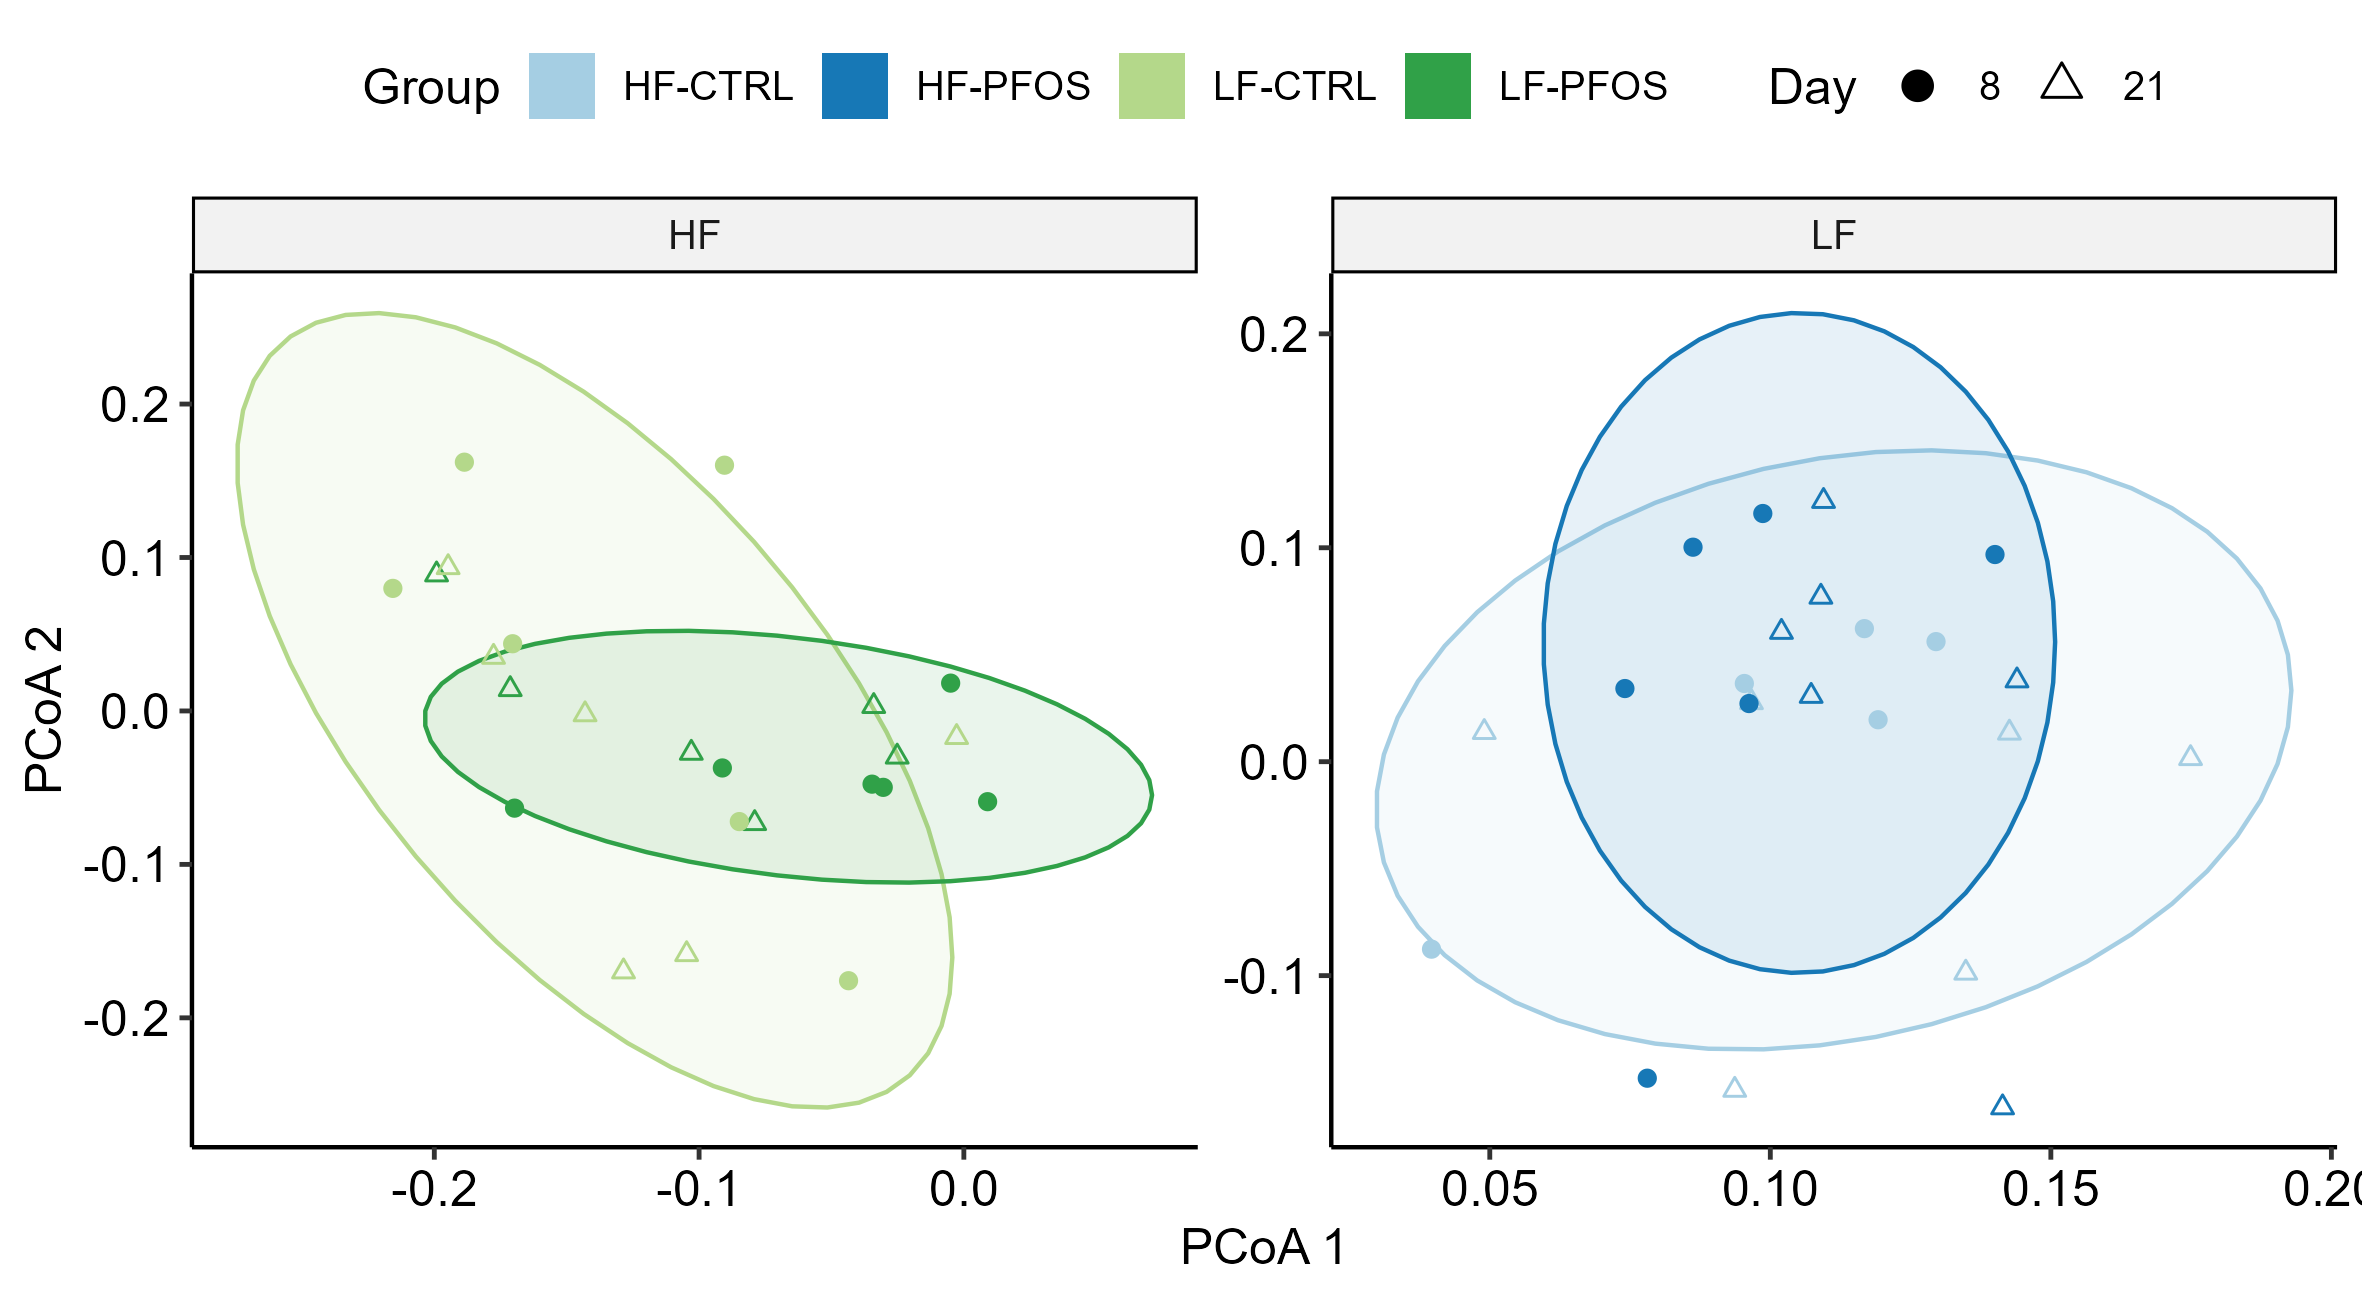 Group HF-CTRL HF-PFOS LF-CTRL LF-PFOS Day 8 21
HF
LF
0.2
0.1
0.0
-0.1
-0.2
0.2
0.1
0.0
-0.1
PCoA 2
-0.2 -0.1 0.0
0.05 0.10 0.15 0.20
PCoA 1